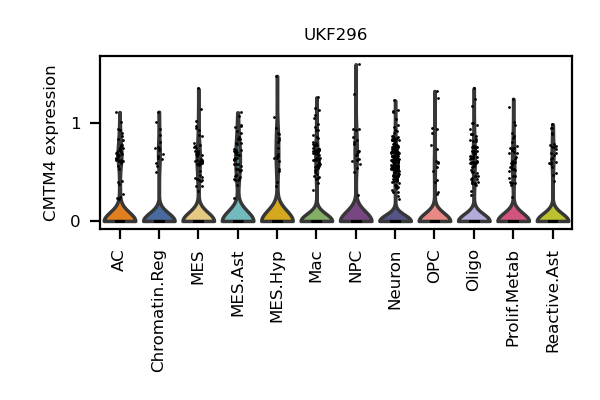 UKF296
CMTM4 expression
1
0
AC
Chromatin.Reg
MES
MES.Ast
MES.Hyp
Mac
NPC
Neuron
OPC
Oligo
Prolif.Metab
Reactive.Ast